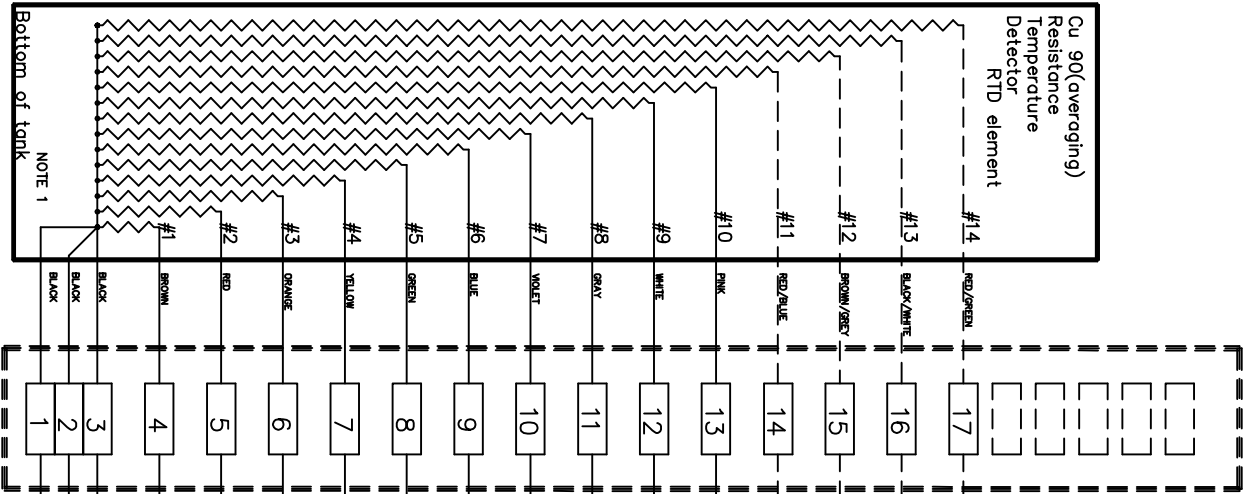 Cu 90(averaging)
Resistance
Temperature
Detector
RTD element
Bottom of tank
NOTE 1
#1
#2
#3
#4
#5
#6
#7
#8
#9
#10
#11
#12
#13
#14
BLACK
BLACK
BLACK
BROWN
RED
ORANGE
YELLOW
GREEN
BLUE
VIOLET
GRAY
WHITE
PINK
RED/BLUE
BROWN/GREY
BLACK/WHITE
RED/GREEN
1
2
3
4
5
6
7
8
9
10
11
12
13
14
15
16
17